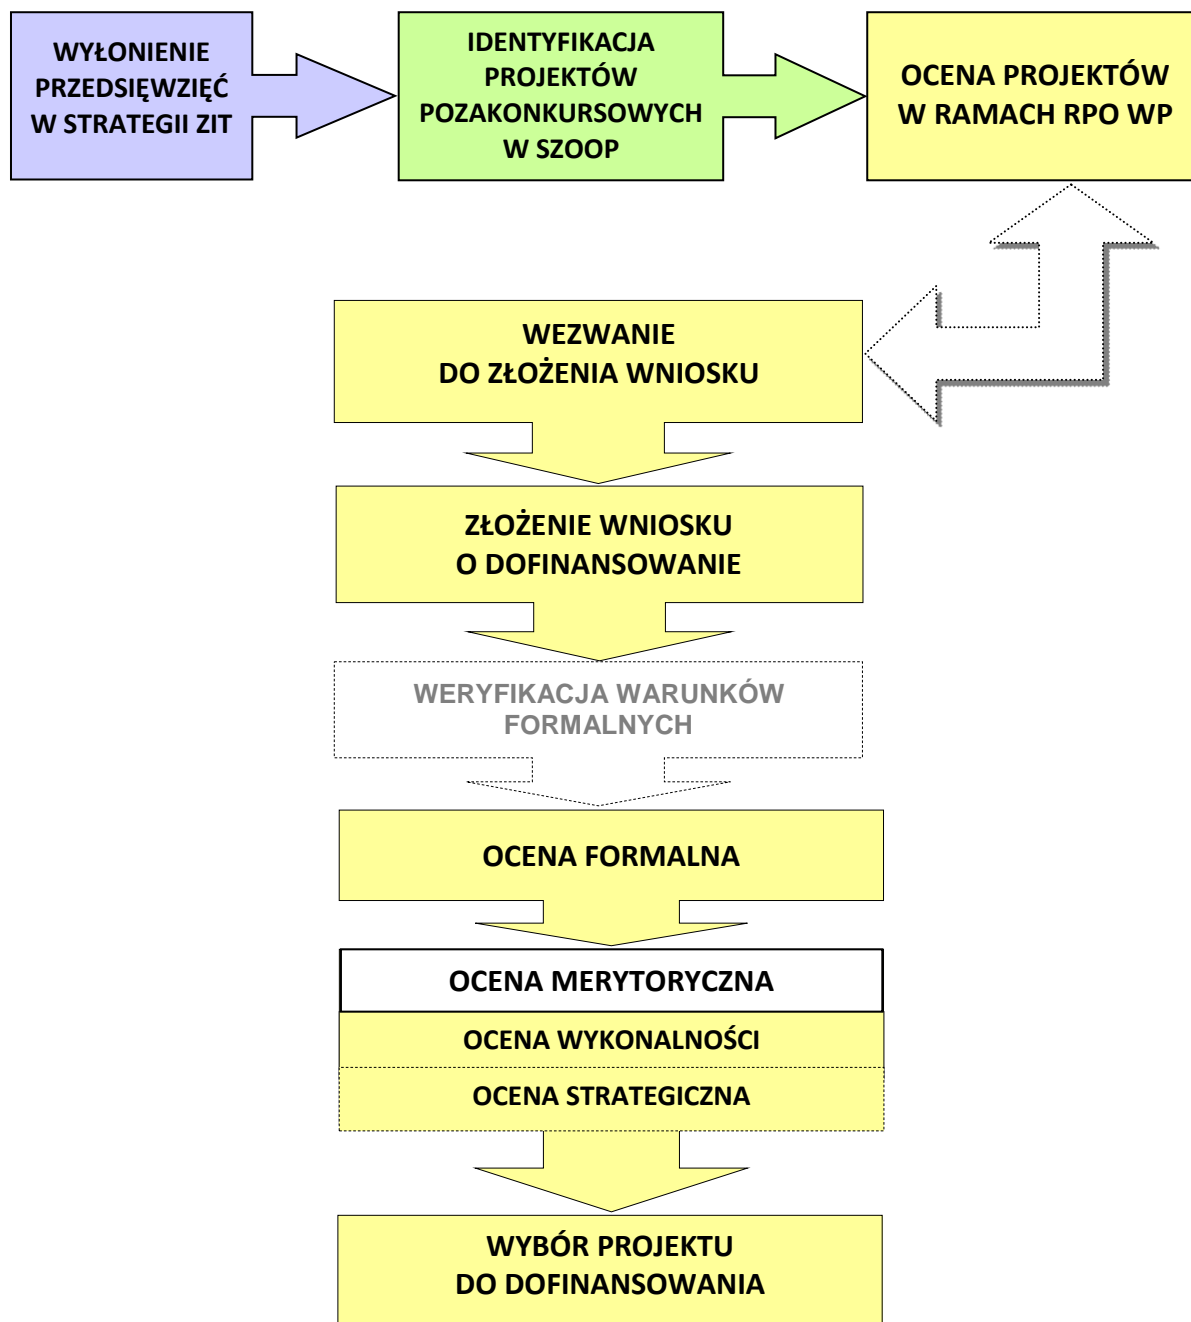 WYŁONIENIE
PRZEDSIĘWZIĘĆ
W STRATEGII ZIT
IDENTYFIKACJA
PROJEKTÓW
POZAKONKURSOWYCH
W SZOOP
OCENA PROJEKTÓW
W RAMACH RPO WP
WEZWANIE
DO ZŁOŻENIA WNIOSKU
ZŁOŻENIE WNIOSKU
O DOFINANSOWANIE
WERYFIKACJA WARUNKÓW
FORMALNYCH
OCENA FORMALNA
OCENA MERYTORYCZNA
OCENA WYKONALNOŚCI
OCENA STRATEGICZNA
WYBÓR PROJEKTU
DO DOFINANSOWANIA